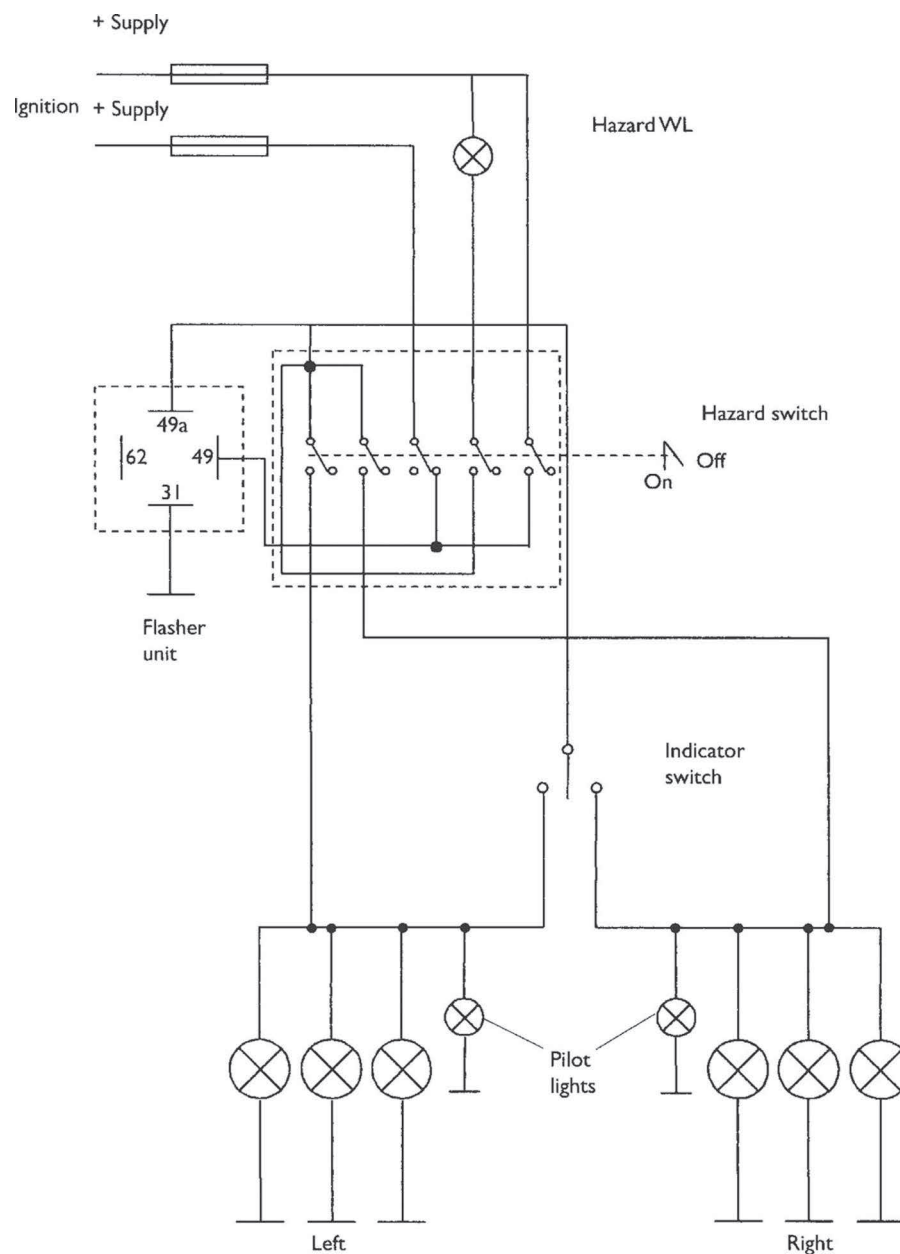 + Supply
Ignition + Supply
Hazard WL
49a
62 49
31
Hazard switch
Off
On
Flasher
unit
Indicator
switch
Pilot
lights
Left Right